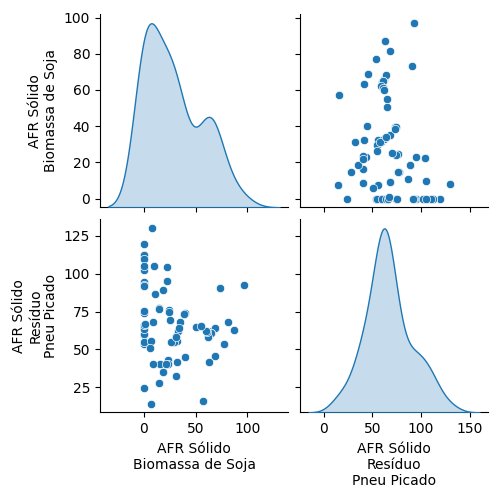 100
80
60
40
20
0
AFR Sólido
Biomassa de Soja
125
100
75
50
25
AFR Sólido
Resíduo
Pneu Picado
0
50
100
AFR Sólido
Biomassa de Soja
0
50
100
150
AFR Sólido
Resíduo
Pneu Picado